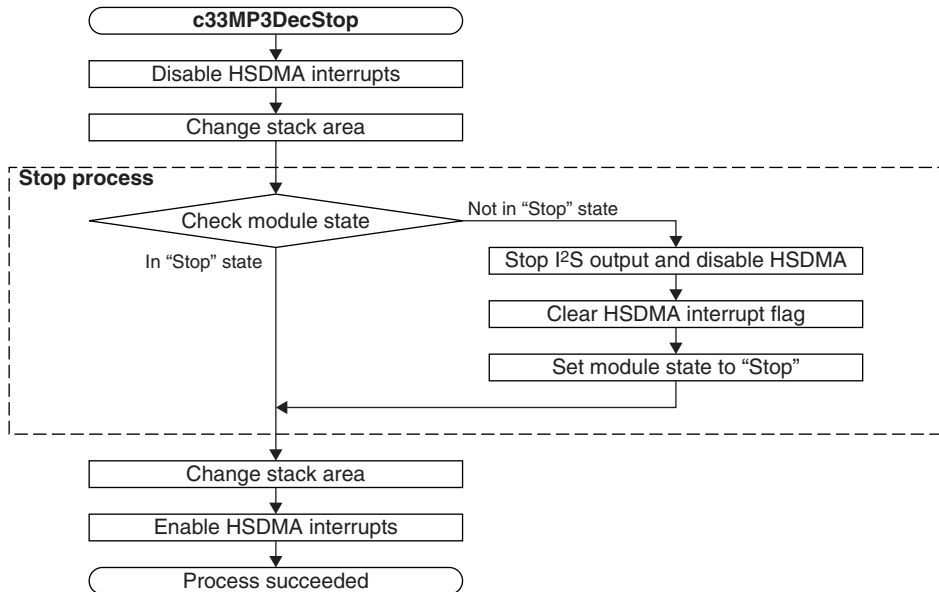 c33MP3DecStop
Disable HSDMA interrupts
Change stack area
Stop process
Check module state
Not in “Stop” state
In “Stop” state
Stop I²S output and disable HSDMA
Clear HSDMA interrupt flag
Set module state to “Stop”
Change stack area
Enable HSDMA interrupts
Process succeeded